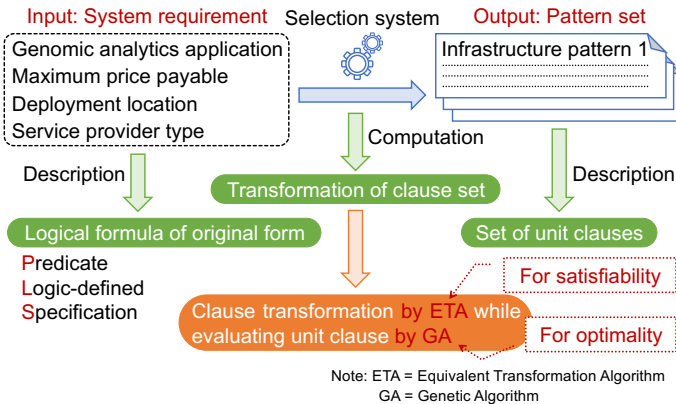 Input: System requirement
Selection system
Output: Pattern set
Genomic analytics application
Maximum price payable
Deployment location
Service provider type
Infrastructure pattern 1
Description
Computation
Description
Transformation of clause set
Logical formula of original form
Set of unit clauses
Predicate
Logic-defined
Specification
For satisfiability
Clause transformation by ETA while
evaluating unit clause by GA
For optimality
Note: ETA = Equivalent Transformation Algorithm
GA = Genetic Algorithm